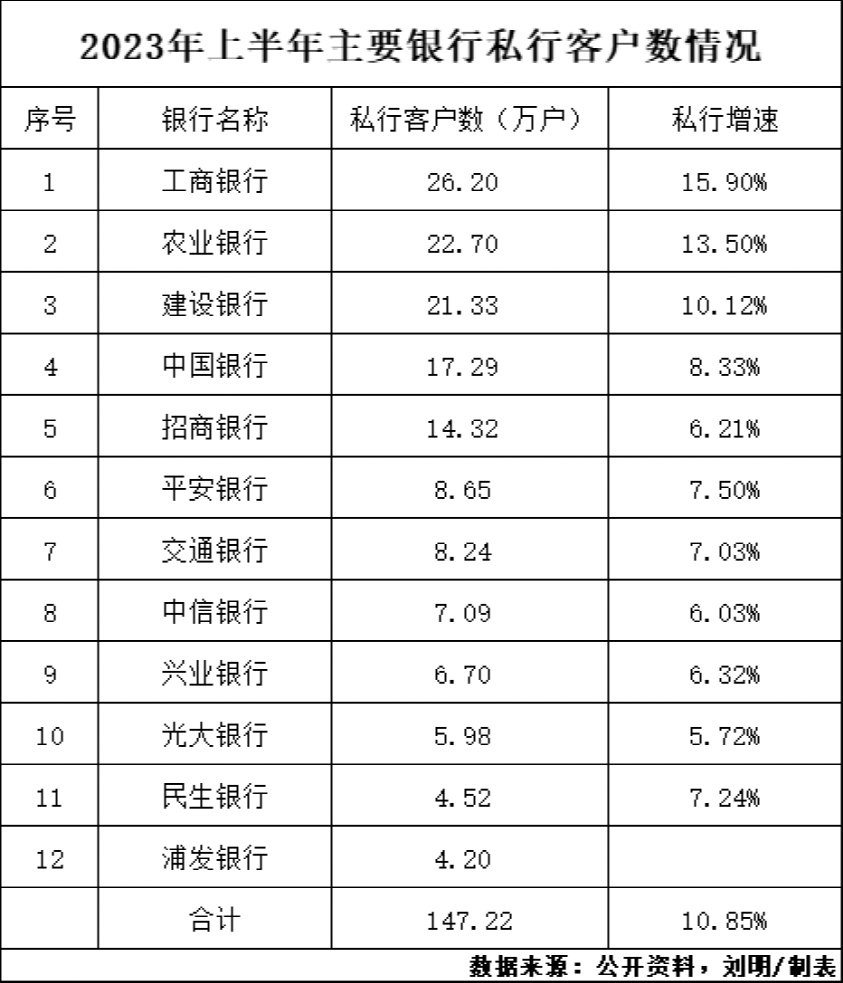 2023年上半年主要银行私行客户数情况
序号 银行名称 私行客户数（万户） 私行增速
1 工商银行 26.20 15.90%
2 农业银行 22.70 13.50%
3 建设银行 21.33 10.12%
4 中国银行 17.29 8.33%
5 招商银行 14.32 6.21%
6 平安银行 8.65 7.50%
7 交通银行 8.24 7.03%
8 中信银行 7.09 6.03%
9 兴业银行 6.70 6.32%
10 光大银行 5.98 5.72%
11 民生银行 4.52 7.24%
12 浦发银行 4.20
合计 147.22 10.85%
数据来源：公开资料，刘明/制表